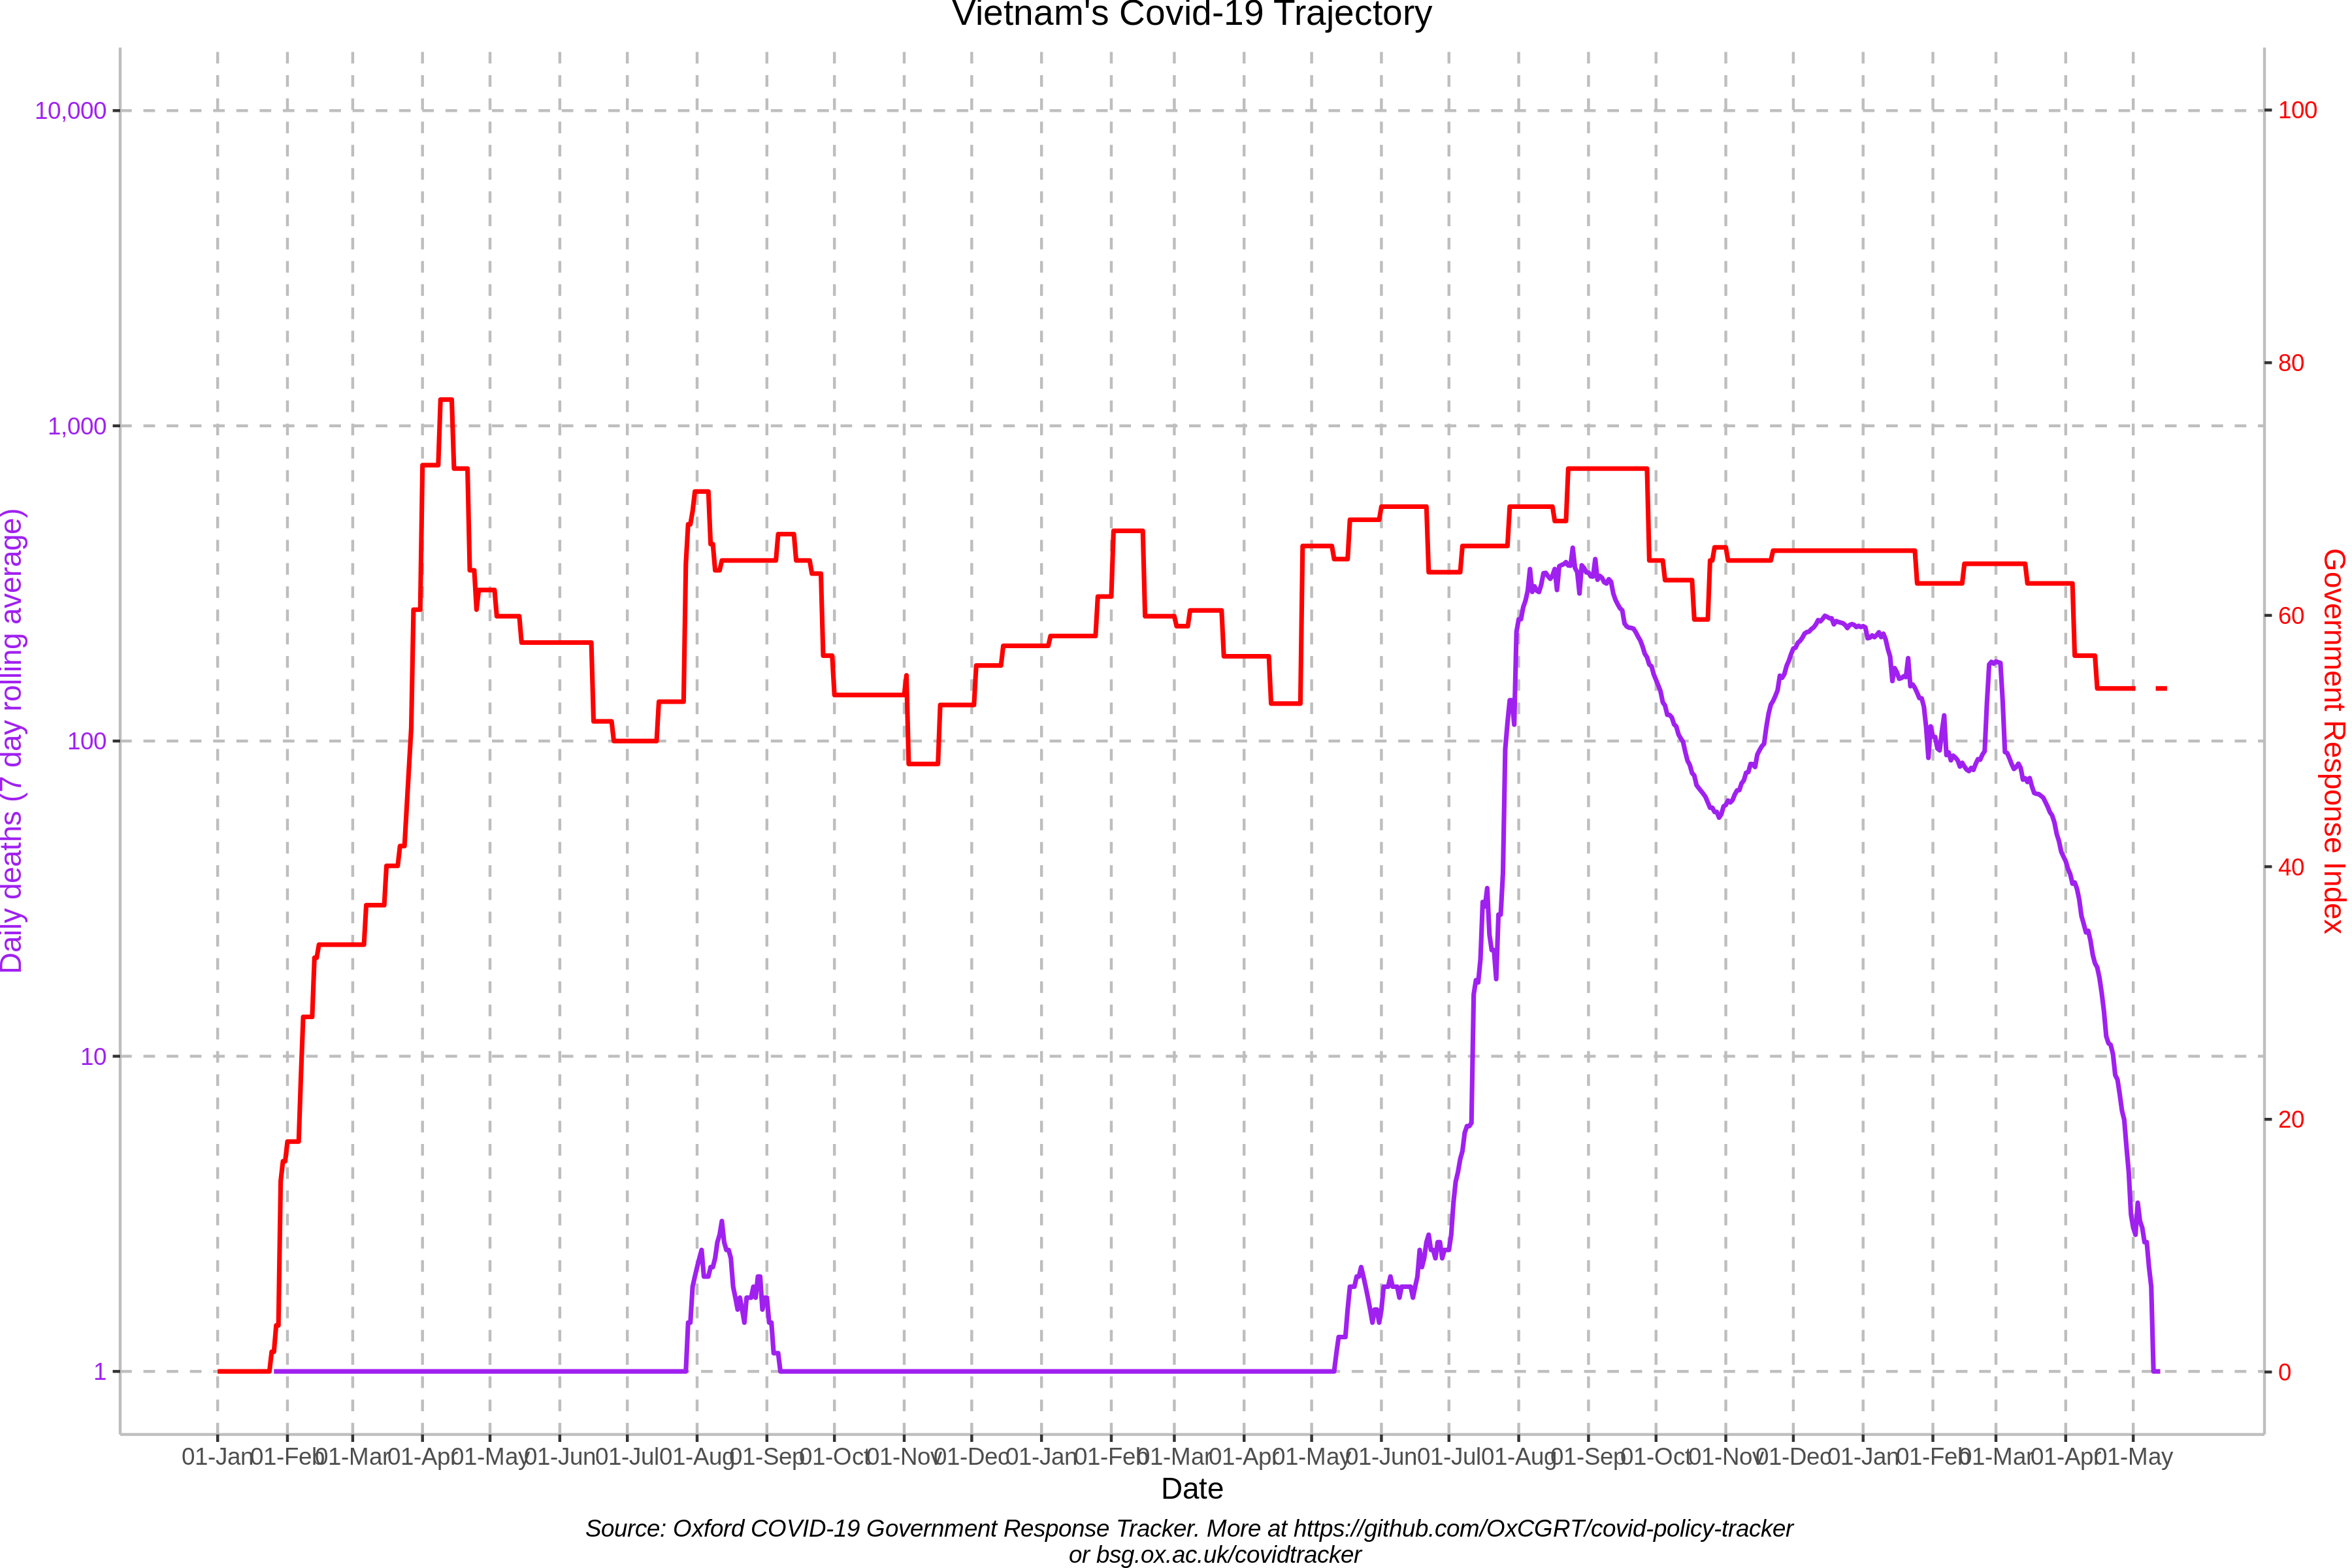 Vietnam's Covid-19 Trajectory
10,000
1,000
100
10
1
Daily deaths (7 day rolling average)
100
80
60
40
20
0
Government Response Index
01-Jan 01-Feb 01-Mar 01-Apr 01-May 01-Jun 01-Jul 01-Aug 01-Sep 01-Oct 01-Nov 01-Dec 01-Jan 01-Feb 01-Mar 01-Apr 01-May 01-Jun 01-Jul 01-Aug 01-Sep 01-Oct 01-Nov 01-Dec 01-Jan 01-Feb 01-Mar 01-Apr 01-May
Date
Source: Oxford COVID-19 Government Response Tracker. More at https://github.com/OxCGRT/covid-policy-tracker
or bsg.ox.ac.uk/covidtracker